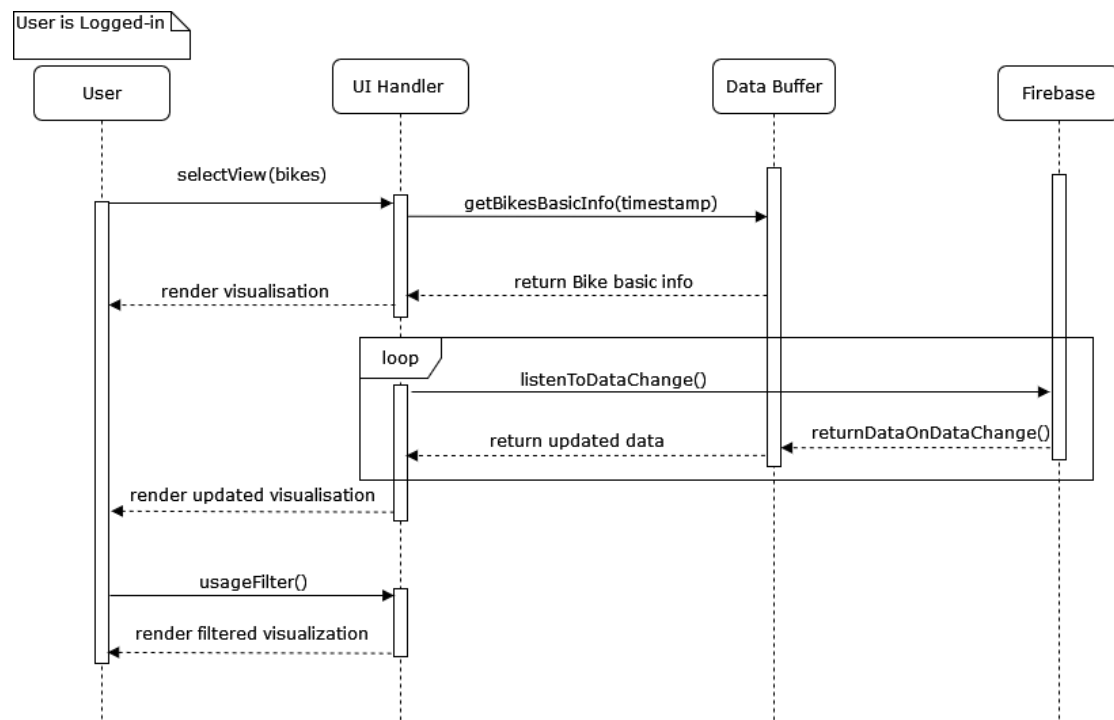 User is Logged-in
User
UI Handler
Data Buffer
Firebase
selectView(bikes)
getBikesBasicInfo(timestamp)
return Bike basic info
render visualisation
loop
listenToDataChange()
returnDataOnDataChange()
return updated data
render updated visualisation
usageFilter()
render filtered visualization